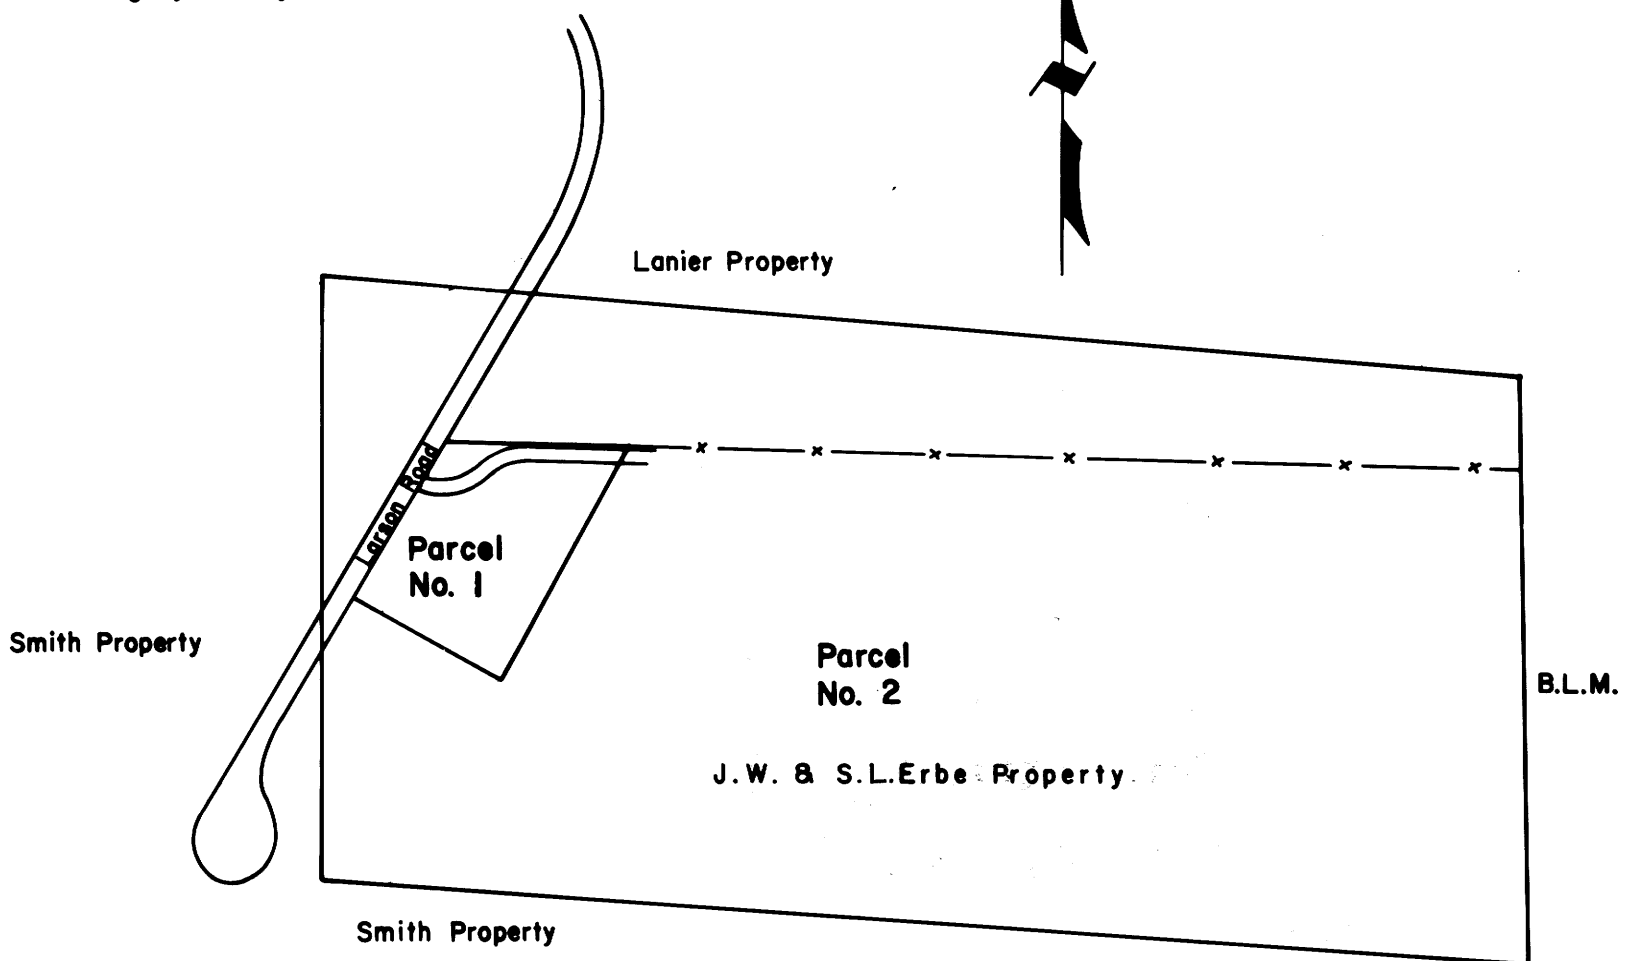 Lanier Property
Larson Road
Parcel
No. 1
Smith Property
Parcel
No. 2
B.L.M.
J.W. & S.L.Erbe Property
Smith Property